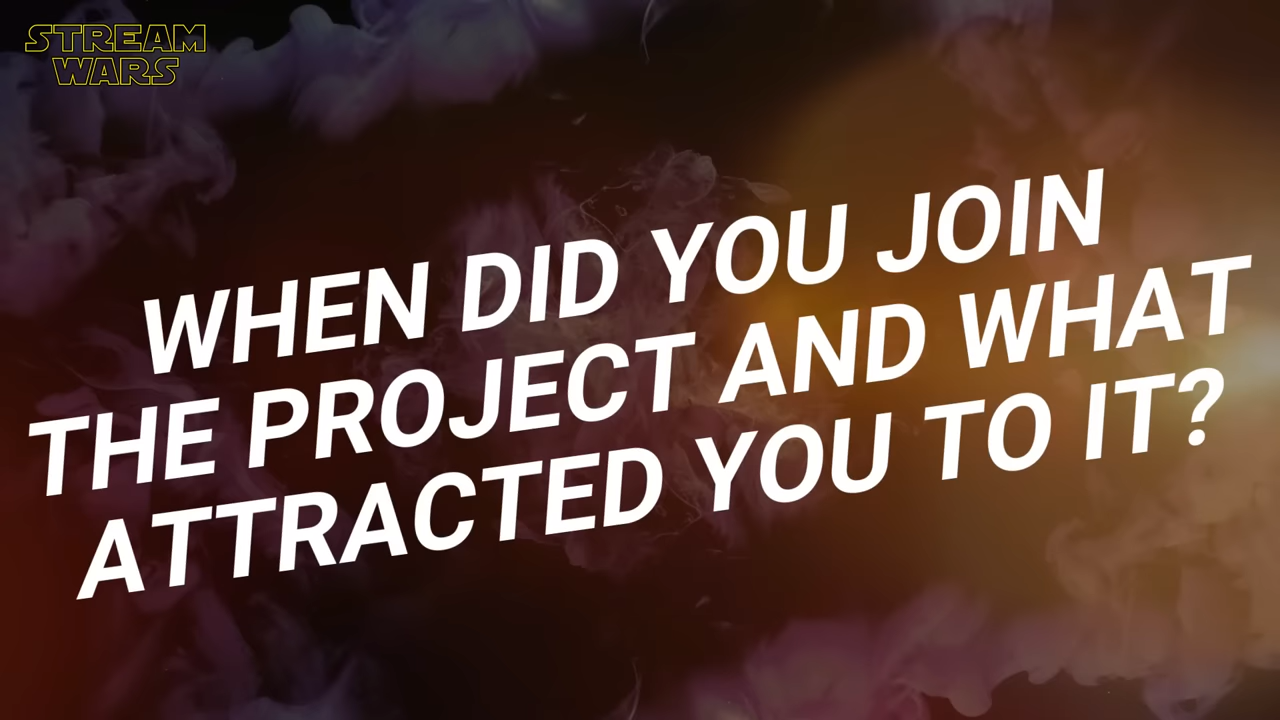 STREAM
WARS
WHEN DID YOU JOIN
THE PROJECT AND WHAT
ATTRACTED YOU TO IT?